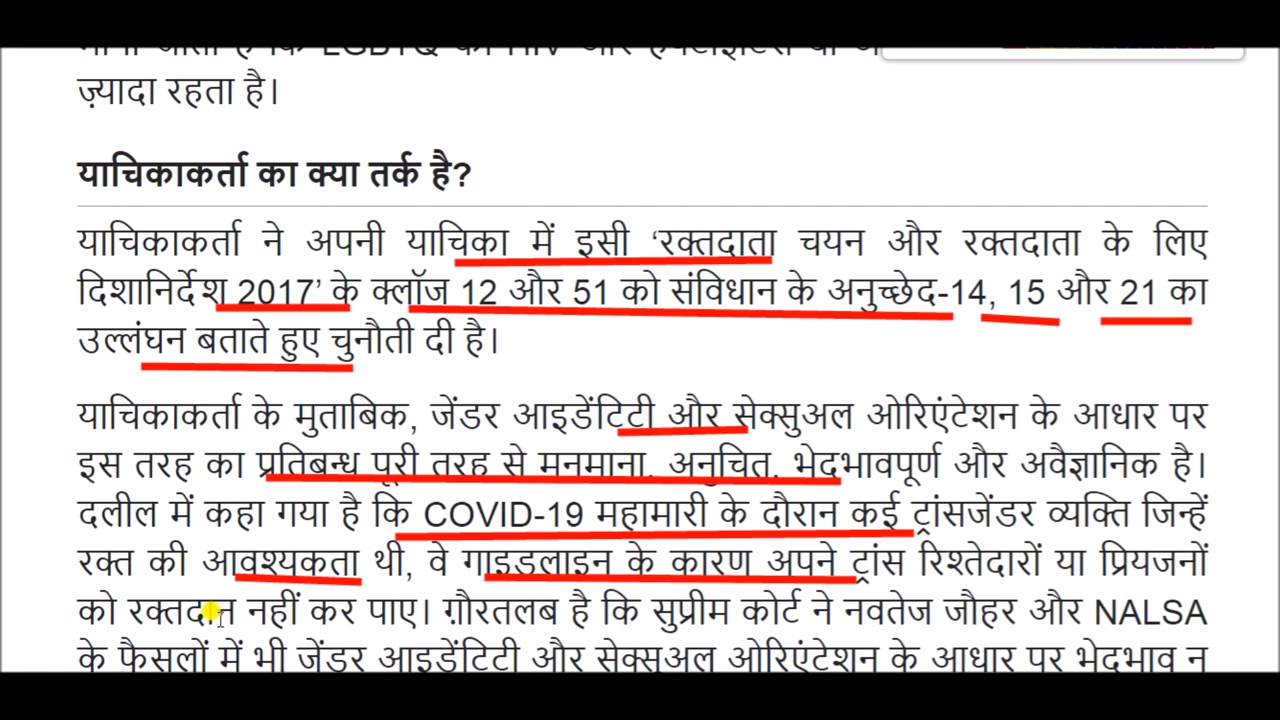 LGBTQ HIV और
ज़्यादा रहता है।
याचिकाकर्ता का क्या तर्क है?
याचिकाकर्ता ने अपनी याचिका में इसी ‘रक्तदाता चयन और रक्तदाता के लिए
दिशानिर्देश 2017’ के क्लॉज 12 और 51 को संविधान के अनुच्छेद-14, 15 और 21 का
उल्लंघन बताते हुए चुनौती दी है।
याचिकाकर्ता के मुताबिक, जेंडर आइडेंटिटी और सेक्सुअल ओरिएंटेशन के आधार पर
इस तरह का प्रतिबन्ध पूरी तरह से मनमाना, अनुचित, भेदभावपूर्ण और अवैज्ञानिक है।
दलील में कहा गया है कि COVID-19 महामारी के दौरान कई ट्रांसजेंडर व्यक्ति जिन्हें
रक्त की आवश्यकता थी, वे गाइडलाइन के कारण अपने ट्रांस रिश्तेदारों या प्रियजनों
को रक्तदान नहीं कर पाए। ग़ौरतलब है कि सुप्रीम कोर्ट ने नवतेज जौहर और NALSA
के फैसलों में भी जेंडर आइडेंटिटी और सेक्सुअल ओरिएंटेशन के आधार पर भेदभाव न